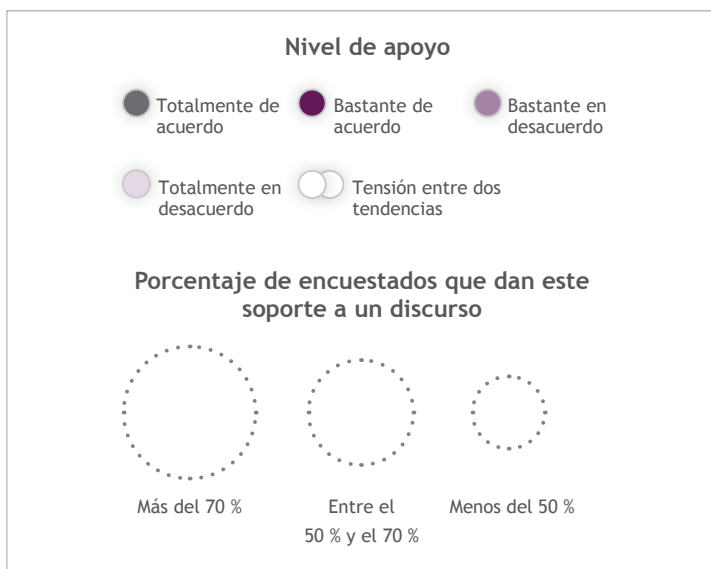 Nivel de apoyo
Totalmente de
acuerdo
Bastante de
acuerdo
Bastante en
desacuerdo
Totalmente en
desacuerdo
Tensión entre dos
tendencias
Porcentaje de encuestados que dan este
soporte a un discurso
Más del 70 %
Entre el
50 % y el 70 %
Menos del 50 %